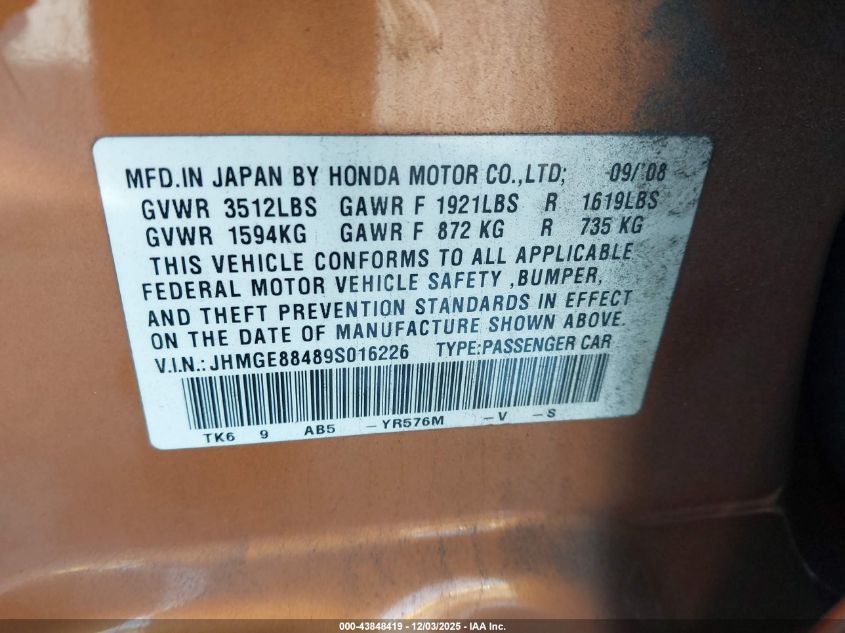 MFD.IN JAPAN BY HONDA MOTOR CO.,LTD; 09/'08
GVWR 3512LBS GAWR F 1921LBS R 1619LBS
GVWR 1594KG GAWR F 872 KG R 735 KG
THIS VEHICLE CONFORMS TO ALL APPLICABLE
FEDERAL MOTOR VEHICLE SAFETY ,BUMPER,
AND THEFT PREVENTION STANDARDS IN EFFECT
ON THE DATE OF MANUFACTURE SHOWN ABOVE.
V.I.N.: JHMGE88489S016226 TYPE:PASSENGER CAR
TK6 9 AB5 -YR576M -V -S
000-43848419 - 12/03/2025 - IAA Inc.